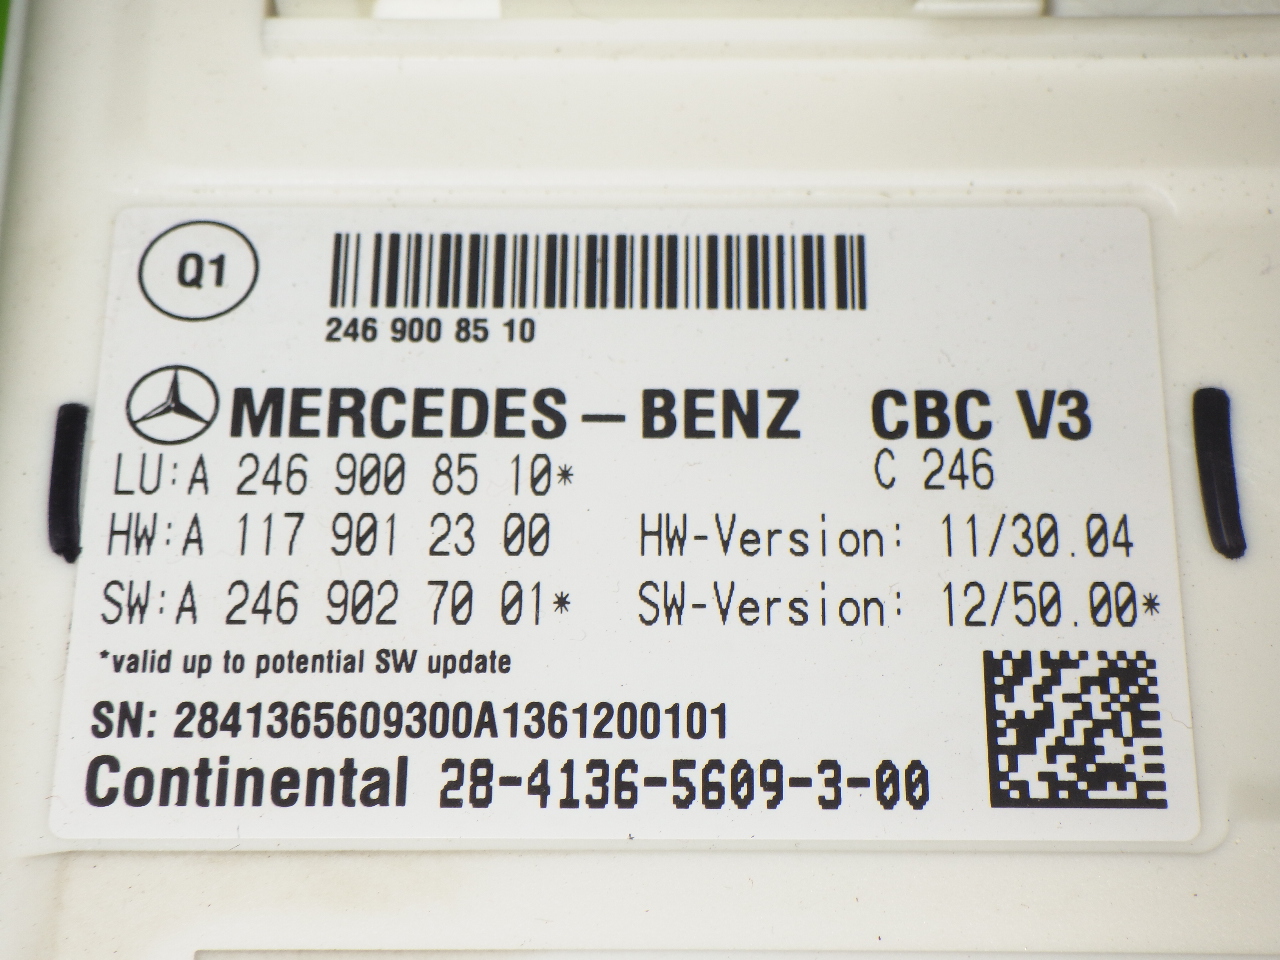 Q1
246 900 85 10
MERCEDES-BENZ CBC V3
LU:A 246 900 85 10* C 246
HW:A 117 901 23 00 HW-Version: 11/30.04
SW:A 246 902 70 01* SW-Version: 12/50.00*
*valid up to potential SW update
SN: 2841365609300A1361200101
Continental 28-4136-5609-3-00